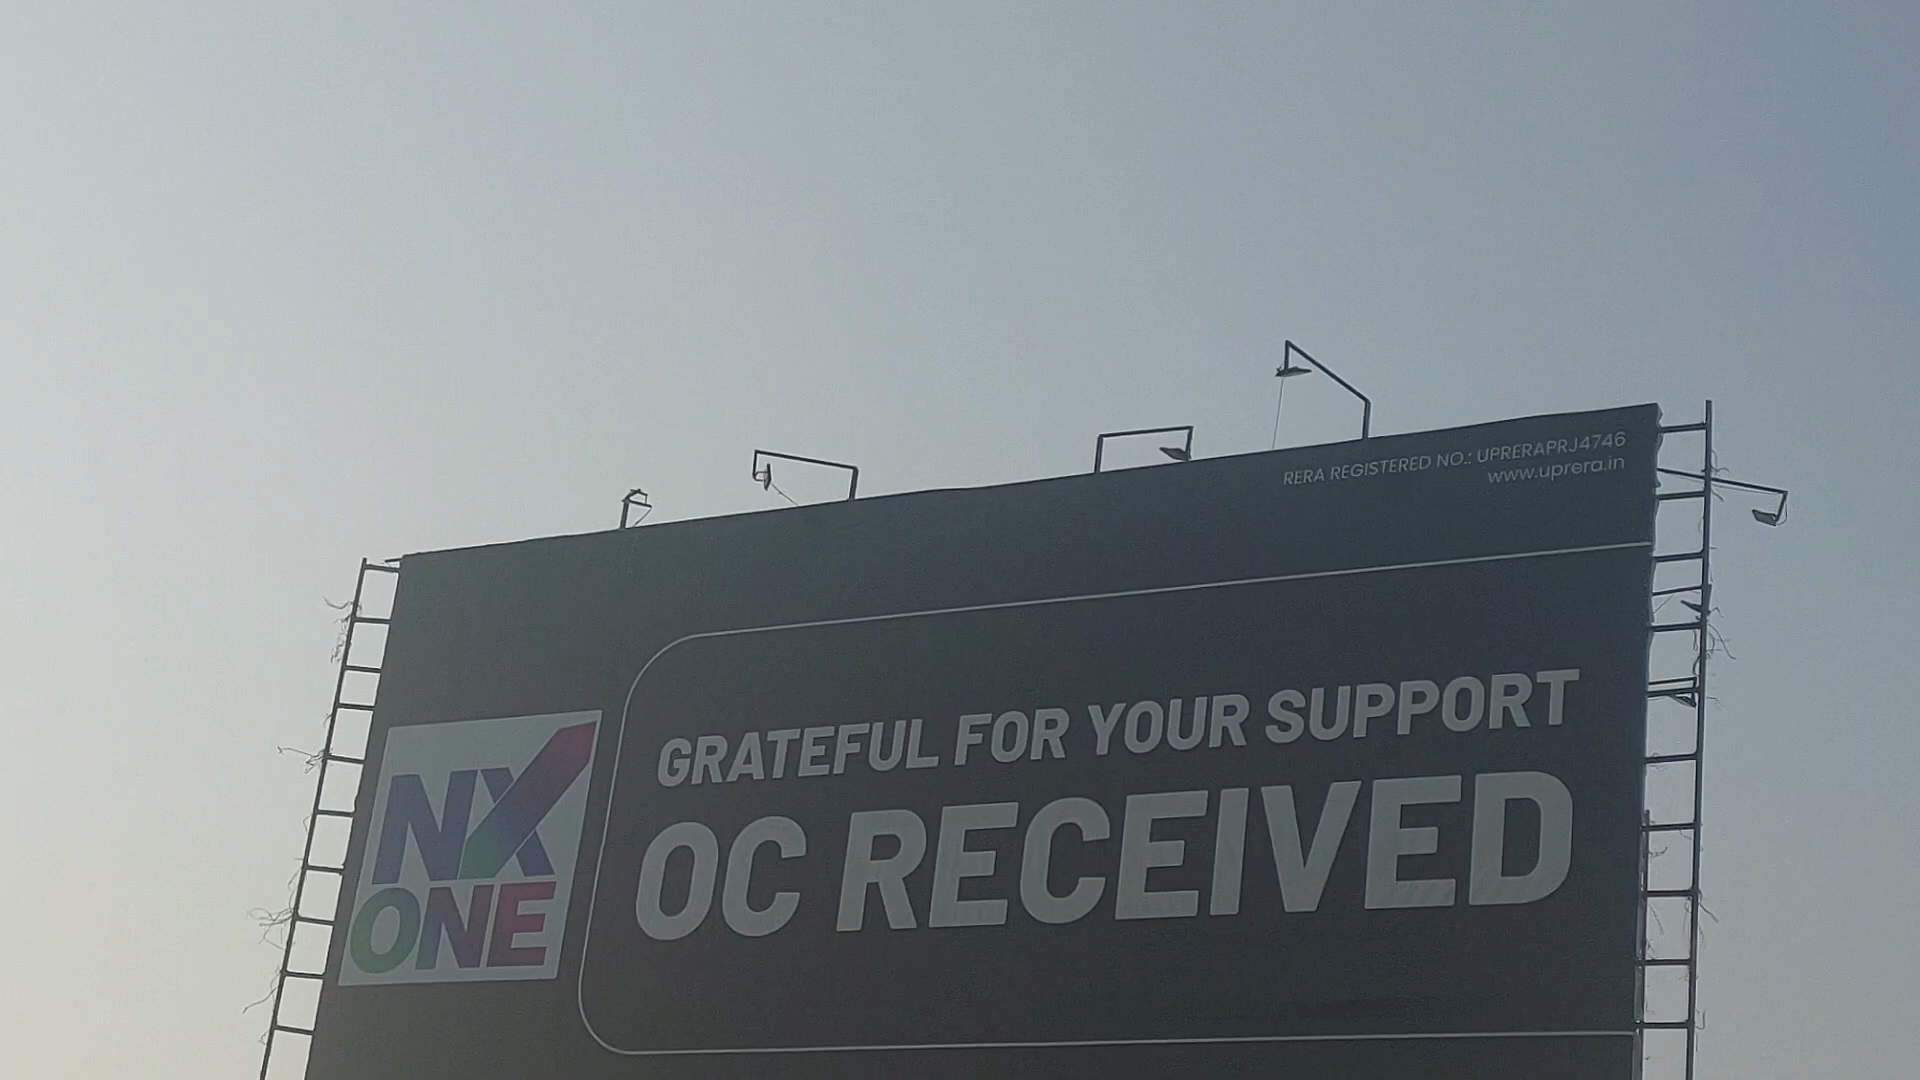 RERA REGISTERED NO.: UPRERAPRJ4746
www.uprera.in
NX
ONE
GRATEFUL FOR YOUR SUPPORT
OC RECEIVED